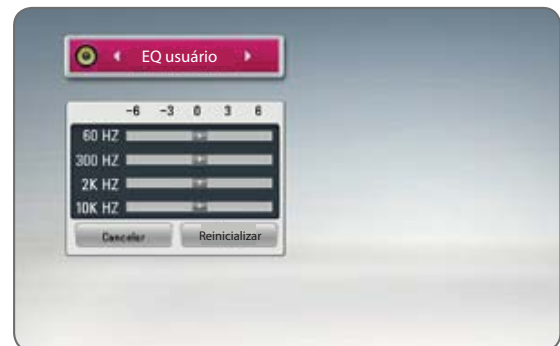 EQ usuário
-6 -3 0 3 6
60 HZ
300 HZ
2K HZ
10K HZ
Cancelar Reinicializar